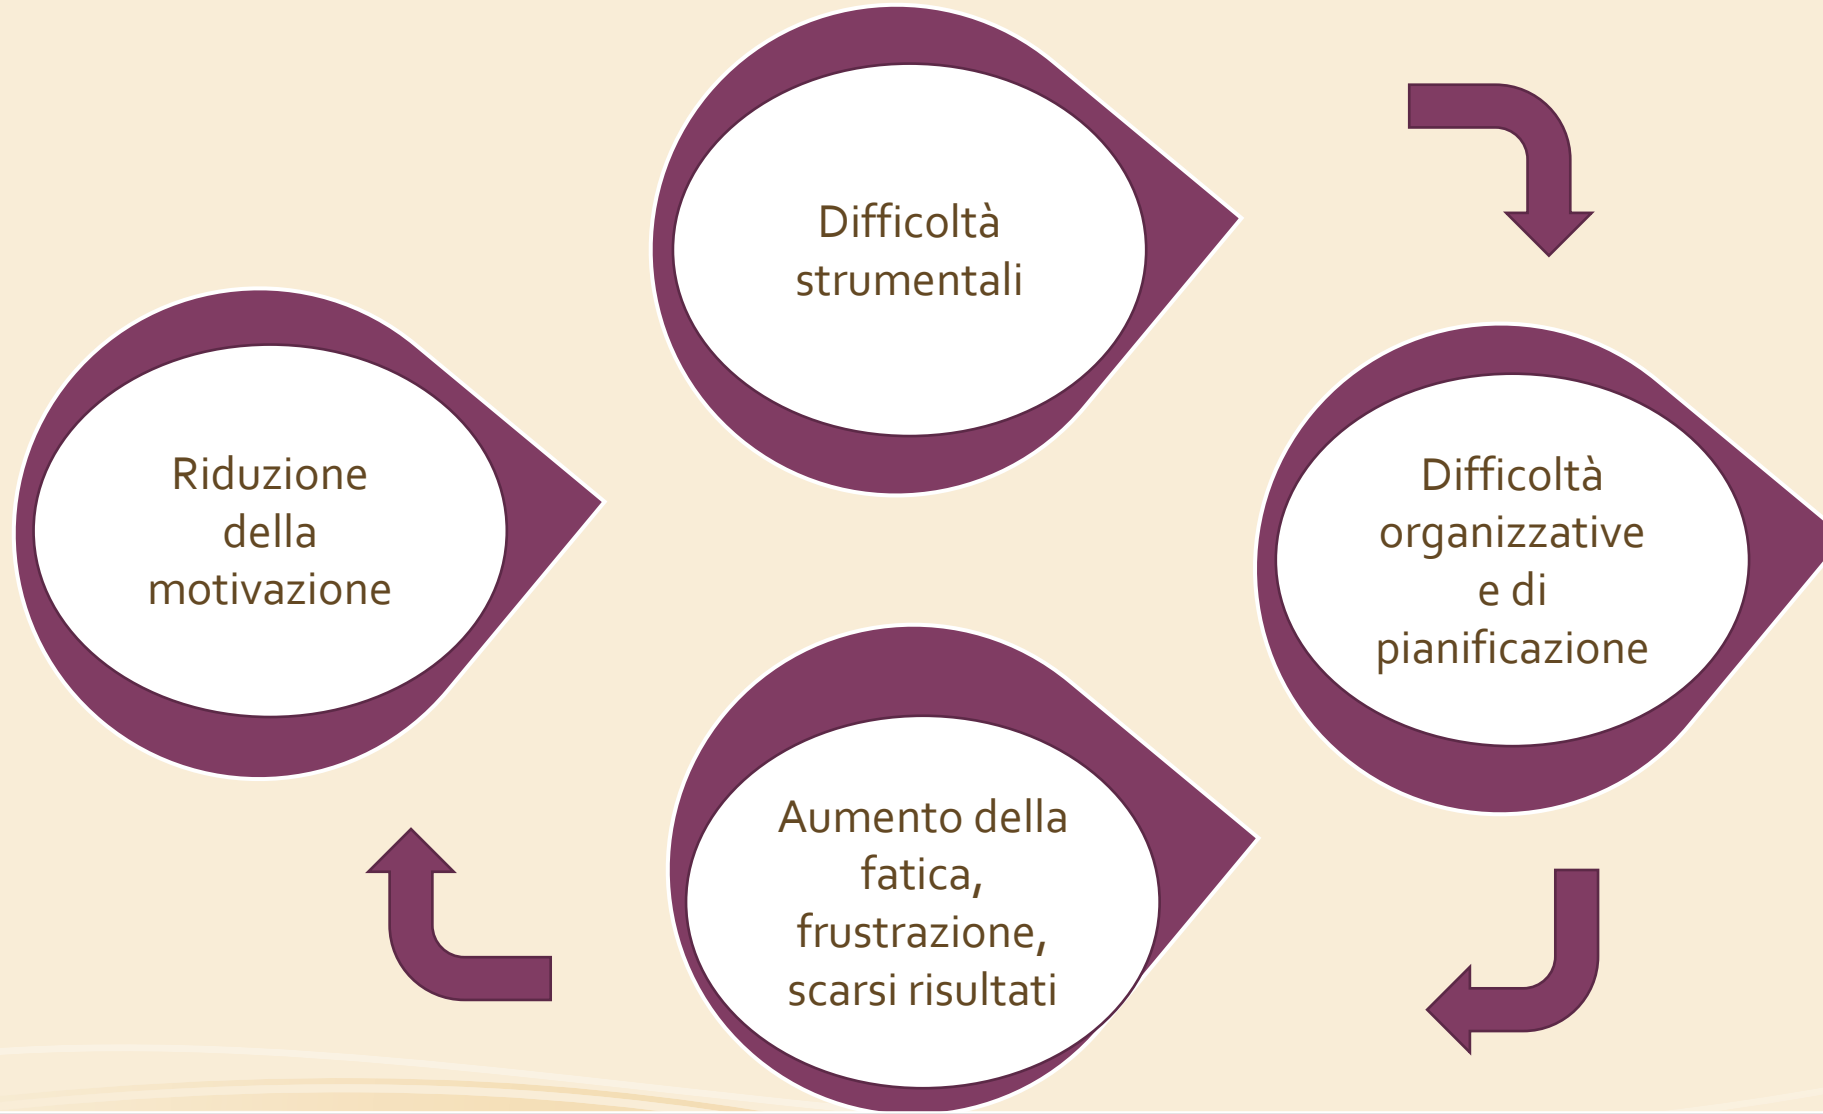 Difficoltà
strumentali
Riduzione
della
motivazione
Difficoltà
organizzative
e di
pianificazione
Aumento della
fatica,
frustrazione,
scarsi risultati